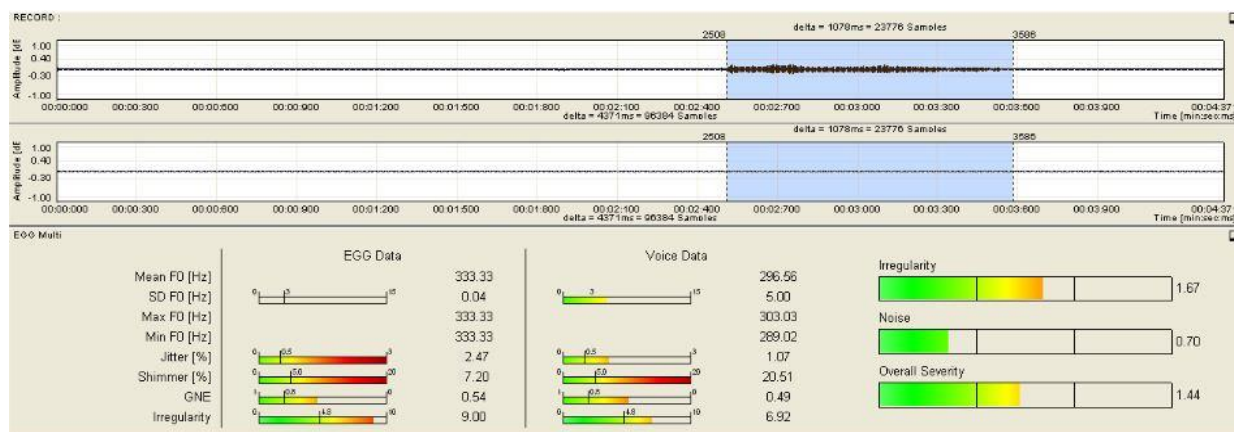 RECORD :
delta = 1078ms = 23776 Samples
2508 3586
Amplitude [dE
1.00
0.40
-0.30
-1.00
00:00:000 00:00:300 00:00:600 00:00:900 00:01:200 00:01:500 00:01:800 00:02:100 00:02:400 00:02:700 00:03:000 00:03:300 00:03:600 00:03:900 00:04:37
delta = 4371ms = 96384 Samples Time [min:sec:ms]
delta = 1078ms = 23776 Samples
2508 3586
Amplitude [dE
1.00
0.40
-0.30
-1.00
00:00:000 00:00:300 00:00:600 00:00:900 00:01:200 00:01:500 00:01:800 00:02:100 00:02:400 00:02:700 00:03:000 00:03:300 00:03:600 00:03:900 00:04:37
delta = 4371ms = 96384 Samples Time [min:sec:ms]
EGG Multi
EGG Data Voice Data
Mean F0 [Hz] 333.33 296.56
SD F0 [Hz] 0 3 15 0.04 0 3 15 5.00
Max F0 [Hz] 333.33 303.03
Min F0 [Hz] 333.33 289.02
Jitter [%] 0 0.5 3 2.47 0 0.5 3 1.07
Shimmer [%] 0 5.0 20 7.20 0 5.0 20 20.51
GNE 1 0.8 0 0.54 1 0.8 0 0.49
Irregularity 0 4.8 10 9.00 0 4.8 10 6.92
Irregularity
1.67
Noise
0.70
Overall Severity
1.44